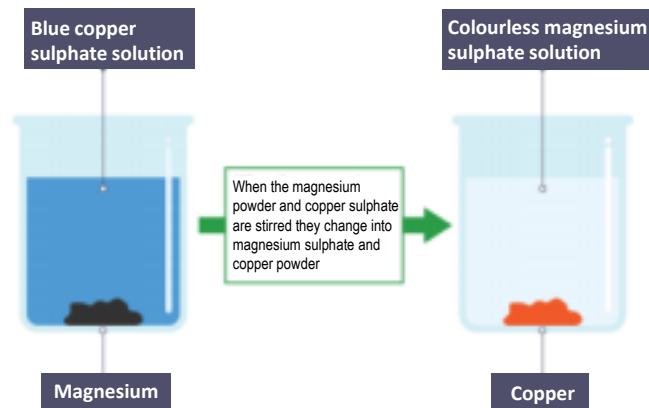 Blue copper
sulphate solution
Colourless magnesium
sulphate solution
When the magnesium
powder and copper sulphate
are stirred they change into
magnesium sulphate and
copper powder
Magnesium
Copper